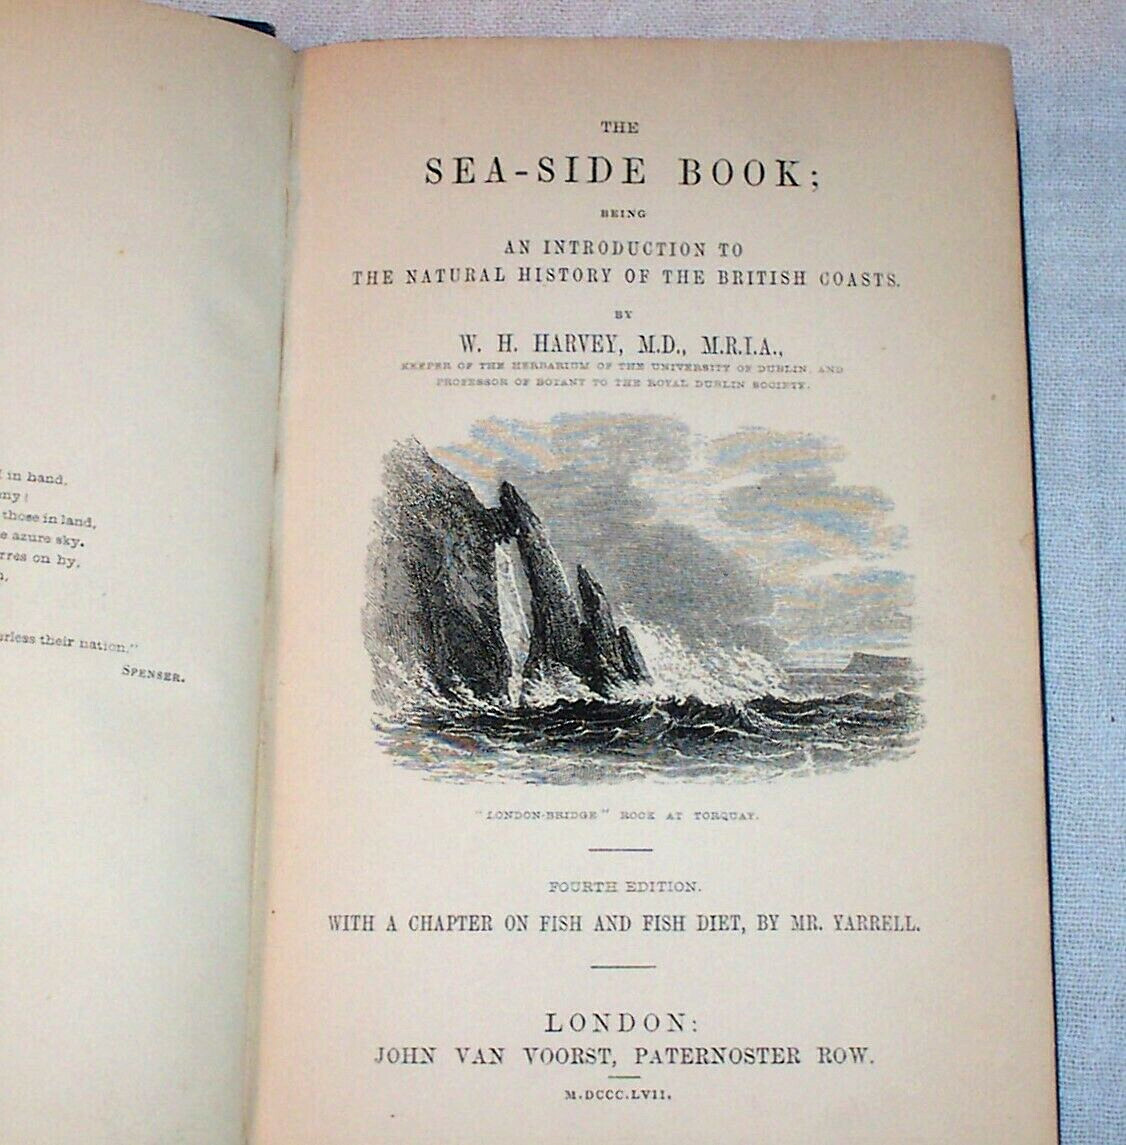 in hand.
those in land,
azure sky.
on by,
their nation."
SPENSER.
THE
SEA-SIDE BOOK;
BEING
AN INTRODUCTION TO
THE NATURAL HISTORY OF THE BRITISH COASTS.
BY
W. H. HARVEY, M.D., M.R.I.A.,
KEEPER OF THE HERBARIUM OF THE UNIVERSITY OF DUBLIN, AND
PROFESSOR OF BOTANY TO THE ROYAL DUBLIN SOCIETY.
"LONDON-BRIDGE" ROCK AT TORQUAY.
FOURTH EDITION.
WITH A CHAPTER ON FISH AND FISH DIET, BY MR. YARRELL.
LONDON:
JOHN VAN VOORST, PATERNOSTER ROW.
M.DCCC.LVII.